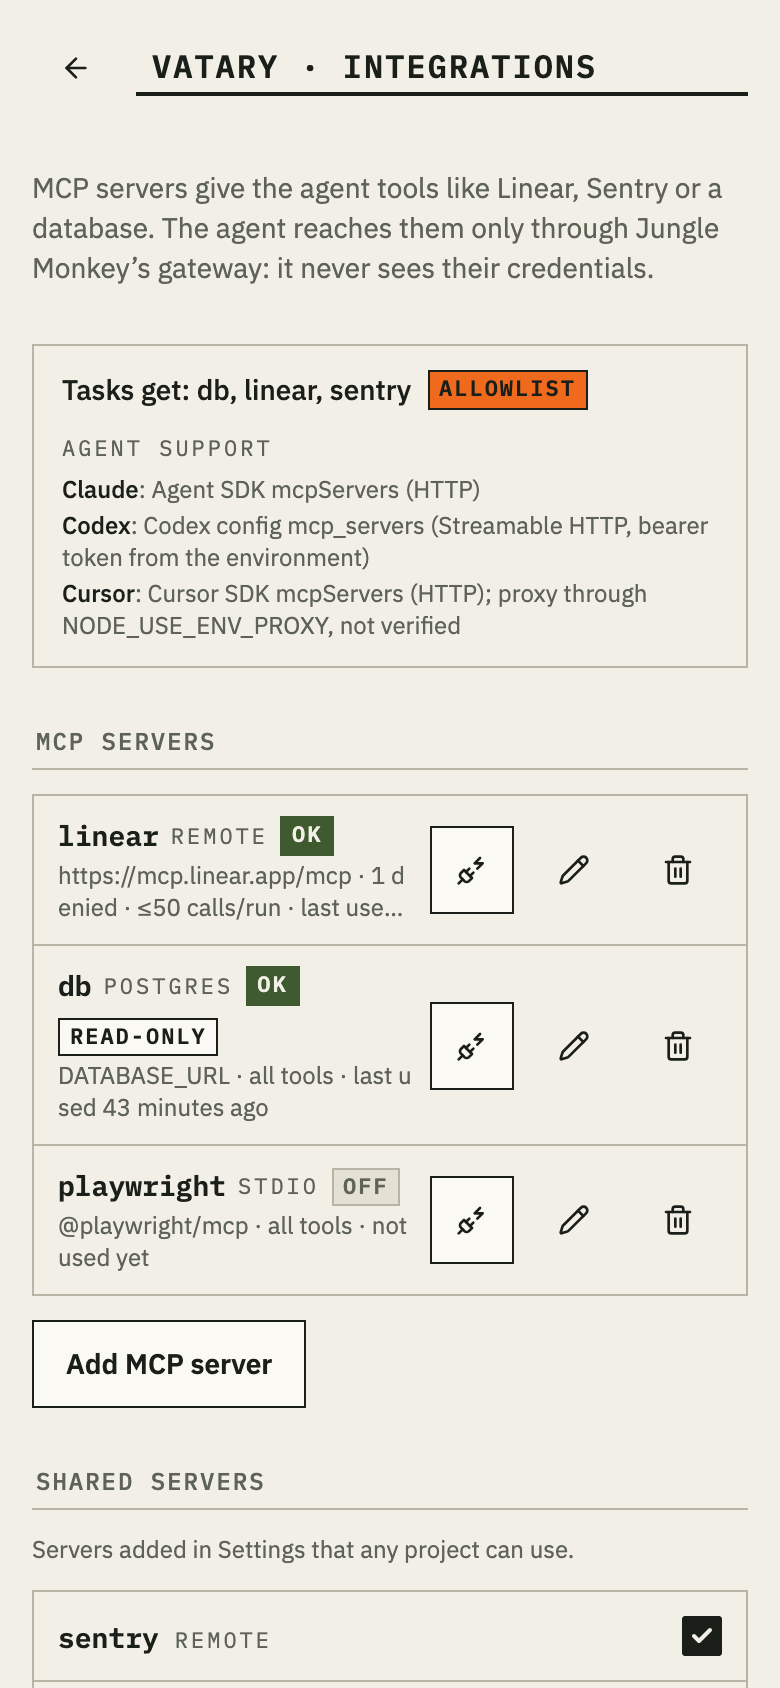 VATARY · INTEGRATIONS
MCP servers give the agent tools like Linear, Sentry or a
database. The agent reaches them only through Jungle
Monkey’s gateway: it never sees their credentials.
Tasks get: db, linear, sentry ALLOWLIST
AGENT SUPPORT
Claude: Agent SDK mcpServers (HTTP)
Codex: Codex config mcp_servers (Streamable HTTP, bearer
token from the environment)
Cursor: Cursor SDK mcpServers (HTTP); proxy through
NODE_USE_ENV_PROXY, not verified
MCP SERVERS
linear REMOTE OK
https://mcp.linear.app/mcp · 1 d
enied · ≤50 calls/run · last use…
db POSTGRES OK
READ-ONLY
DATABASE_URL · all tools · last u
sed 43 minutes ago
playwright STDIO OFF
@playwright/mcp · all tools · not
used yet
Add MCP server
SHARED SERVERS
Servers added in Settings that any project can use.
sentry REMOTE